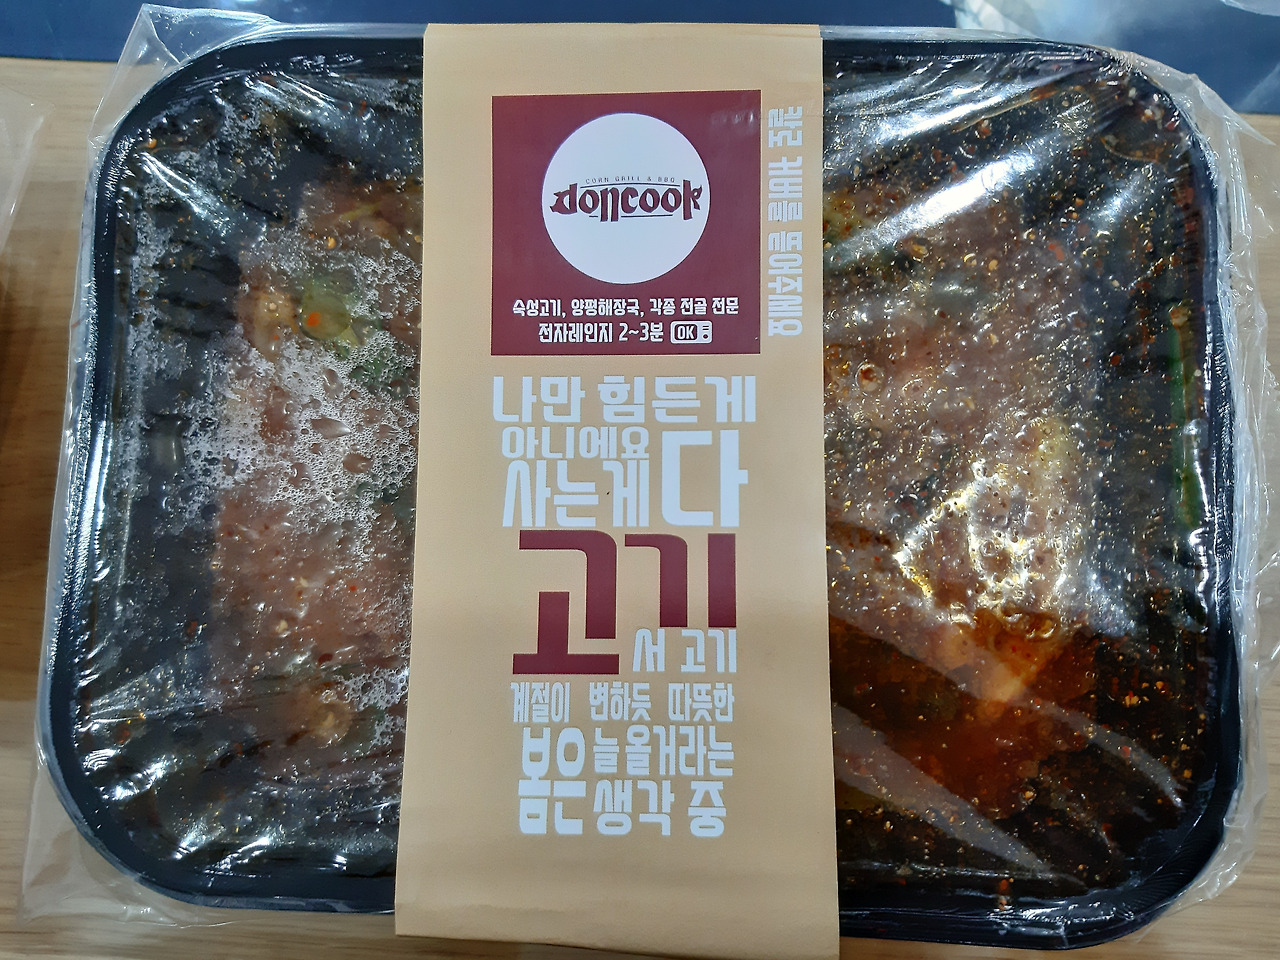 CORN GRILL & BBQ
doncook
숙성고기, 양평해장국, 각종 전골 전문
전자레인지 2~3분 OK
나만 힘든게
아니에요
사는게 다
고기
서 고기
계절이 변하듯 따뜻한
봄은 늘 올거라는
생각 중